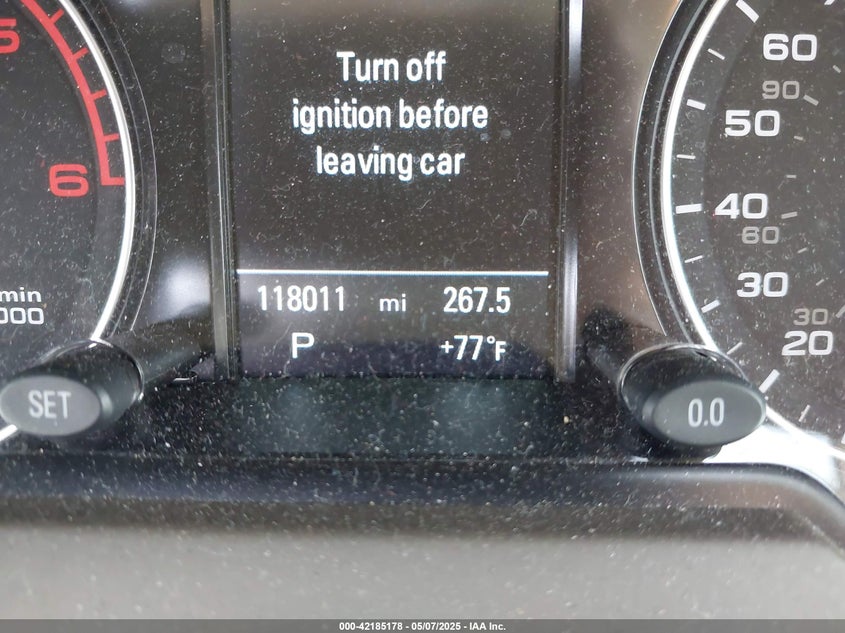 5
6
min
000
SET
Turn off
ignition before
leaving car
118011 mi 267.5
P +77°F
60
90
50
40
60
30
30
20
0.0
000-42185178 - 05/07/2025 - IAA Inc.